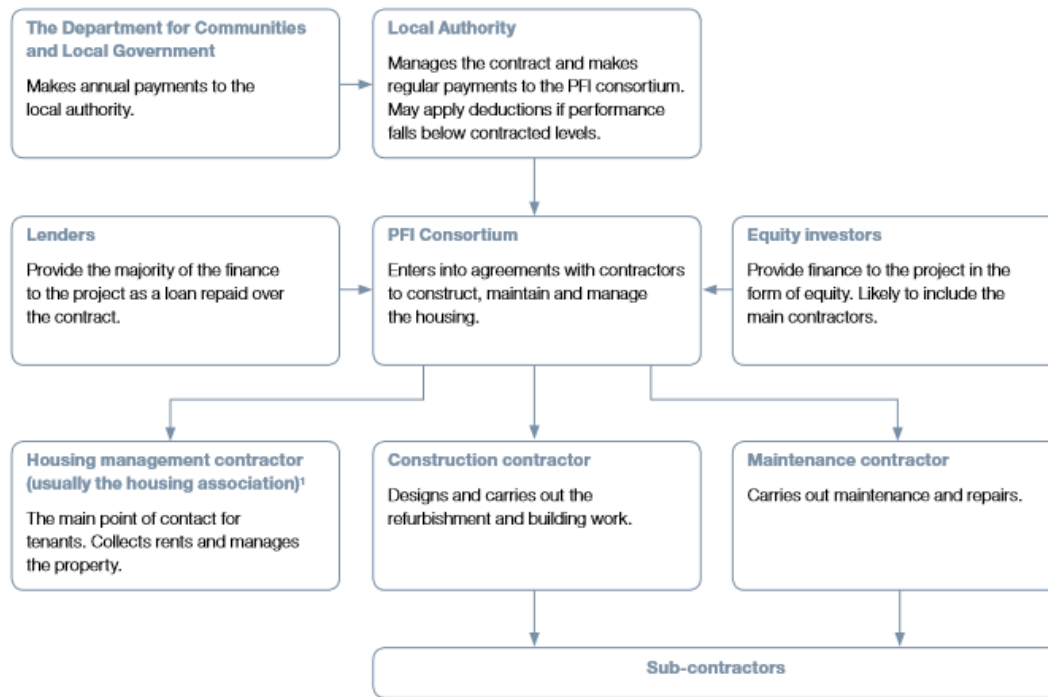 The Department for Communities
and Local Government
Makes annual payments to the
local authority.
Local Authority
Manages the contract and makes
regular payments to the PFI consortium.
May apply deductions if performance
falls below contracted levels.
Lenders
Provide the majority of the finance
to the project as a loan repaid over
the contract.
PFI Consortium
Enters into agreements with contractors
to construct, maintain and manage
the housing.
Equity investors
Provide finance to the project in the
form of equity. Likely to include the
main contractors.
Housing management contractor
(usually the housing association)¹
The main point of contact for
tenants. Collects rents and manages
the property.
Construction contractor
Designs and carries out the
refurbishment and building work.
Maintenance contractor
Carries out maintenance and repairs.
Sub-contractors